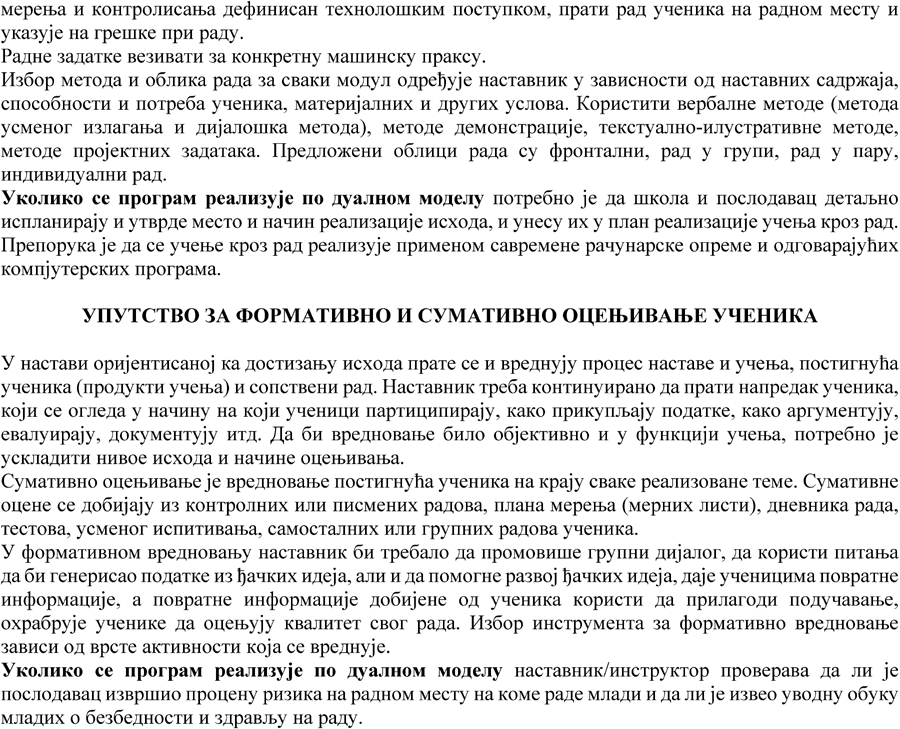 мерења и контролисања дефинисан технолошким поступком, прати рад ученика на радном месту и
указује на грешке при раду.
Радне задатке везивати за конкретну машинску праксу.
Избор метода и облика рада за сваки модул одређује наставник у зависности од наставних садржаја,
способности и потреба ученика, материјалних и других услова. Користити вербалне методе (метода
усменог излагања и дијалошка метода), методе демонстрације, текстуално-илустративне методе,
методе пројектних задатака. Предложени облици рада су фронтални, рад у групи, рад у пару,
индивидуални рад.
Уколико се програм реализује по дуалном моделу потребно је да школа и послодавац детаљно
испланирају и утврде место и начин реализације исхода, и унесу их у план реализације учења кроз рад.
Препорука је да се учење кроз рад реализује применом савремене рачунарске опреме и одговарајућих
компјутерских програма.
УПУТСТВО ЗА ФОРМАТИВНО И СУМАТИВНО ОЦЕЊИВАЊЕ УЧЕНИКА
У настави оријентисаној ка достизању исхода прате се и вреднују процес наставе и учења, постигнућа
ученика (продукти учења) и сопствени рад. Наставник треба континуирано да прати напредак ученика,
који се огледа у начину на који ученици партиципирају, како прикупљају податке, како аргументују,
евалуирају, документују итд. Да би вредновање било објективно и у функцији учења, потребно је
ускладити нивое исхода и начине оцењивања.
Сумативно оцењивање је вредновање постигнућа ученика на крају сваке реализоване теме. Сумативне
оцене се добијају из контролних или писмених радова, плана мерења (мерних листи), дневника рада,
тестова, усменог испитивања, самосталних или групних радова ученика.
У формативном вредновању наставник би требало да промовише групни дијалог, да користи питања
да би генерисао податке из ђачких идеја, али и да помогне развој ђачких идеја, даје ученицима повратне
информације, а повратне информације добијене од ученика користи да прилагоди подучавање,
охрабрује ученике да оцењују квалитет свог рада. Избор инструмента за формативно вредновање
зависи од врсте активности која се вреднује.
Уколико се програм реализује по дуалном моделу наставник/инструктор проверава да ли је
послодавац извршио процену ризика на радном месту на коме раде млади и да ли је извео уводну обуку
младих о безбедности и здрављу на раду.